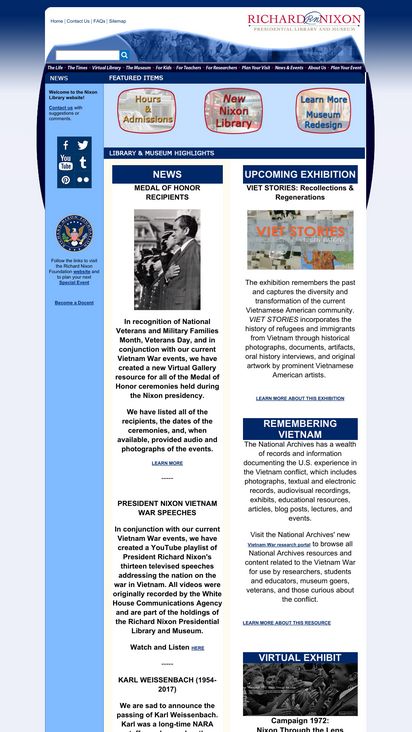 Home | Contact Us | FAQs | Sitemap
RICHARD NIXON
PRESIDENTIAL LIBRARY AND MUSEUM
The Life The Times Virtual Library The Museum For Kids For Teachers For Researchers Plan Your Visit News & Events About Us Plan Your Event
NEWS
FEATURED ITEMS
Welcome to the Nixon
Library website!
Contact us with
suggestions or
comments.
You
Tube
Follow the links to visit
the Richard Nixon
Foundation website and
to plan your next
Special Event
Become a Docent
Hours
&
Admissions
New
Nixon
Library
Learn More
Museum
Redesign
LIBRARY & MUSEUM HIGHLIGHTS
NEWS
MEDAL OF HONOR
RECIPIENTS
In recognition of National
Veterans and Military Families
Month, Veterans Day, and in
conjunction with our current
Vietnam War events, we have
created a new Virtual Gallery
resource for all of the Medal of
Honor ceremonies held during
the Nixon presidency.
We have listed all of the
recipients, the dates of the
ceremonies, and, when
available, provided audio and
photographs of the events.
LEARN MORE
-----
PRESIDENT NIXON VIETNAM
WAR SPEECHES
In conjunction with our current
Vietnam War events, we have
created a YouTube playlist of
President Richard Nixon's
thirteen televised speeches
addressing the nation on the
war in Vietnam. All videos were
originally recorded by the White
House Communications Agency
and are part of the holdings of
the Richard Nixon Presidential
Library and Museum.
Watch and Listen HERE
-----
KARL WEISSENBACH (1954-
2017)
We are sad to announce the
passing of Karl Weissenbach.
Karl was a long-time NARA
UPCOMING EXHIBITION
VIET STORIES: Recollections &
Regenerations
VIET STORIES
The exhibition remembers the past
and captures the diversity and
transformation of the current
Vietnamese American community.
VIET STORIES incorporates the
history of refugees and immigrants
from Vietnam through historical
photographs, documents, artifacts,
oral history interviews, and original
artwork by prominent Vietnamese
American artists.
LEARN MORE ABOUT THIS EXHIBITION
REMEMBERING
VIETNAM
The National Archives has a wealth
of records and information
documenting the U.S. experience in
the Vietnam conflict, which includes
photographs, textual and electronic
records, audiovisual recordings,
exhibits, educational resources,
articles, blog posts, lectures, and
events.
Visit the National Archives' new
Vietnam War research portal to browse all
National Archives resources and
content related to the Vietnam War
for use by researchers, students
and educators, museum goers,
veterans, and those curious about
the conflict.
LEARN MORE ABOUT THIS RESOURCE
VIRTUAL EXHIBIT
Campaign 1972:
Nixon Through the Lens